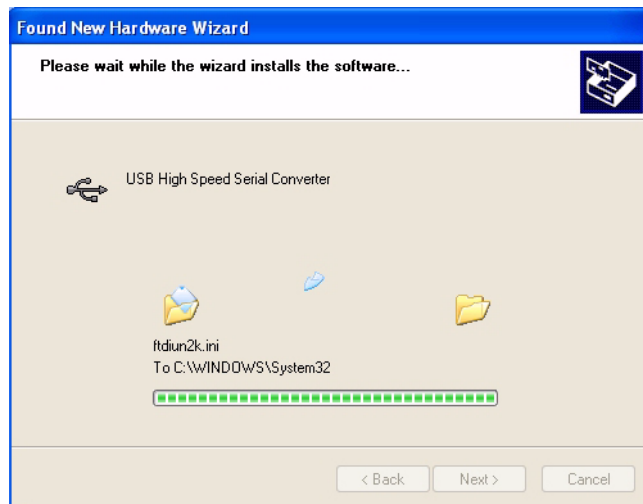 Found New Hardware Wizard
Please wait while the wizard installs the software...
USB High Speed Serial Converter
ftdiun2k.ini
To C:\WINDOWS\System32
< Back
Next >
Cancel